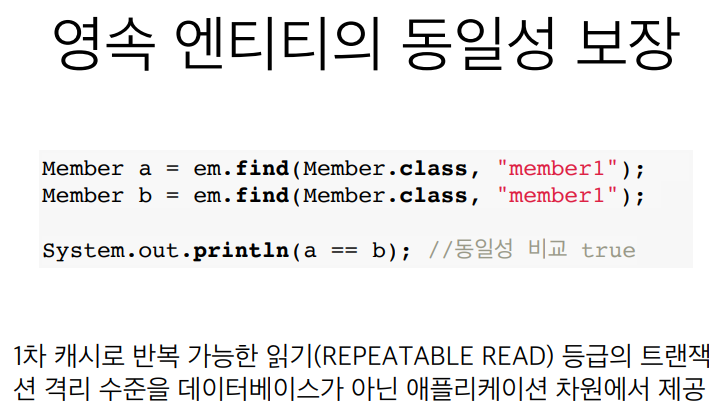 영속 엔티티의 동일성 보장
Member a = em.find(Member.class, "member1");
Member b = em.find(Member.class, "member1");
System.out.println(a == b); //동일성 비교 true
1차 캐시로 반복 가능한 읽기(REPEATABLE READ) 등급의 트랜잭
션 격리 수준을 데이터베이스가 아닌 애플리케이션 차원에서 제공